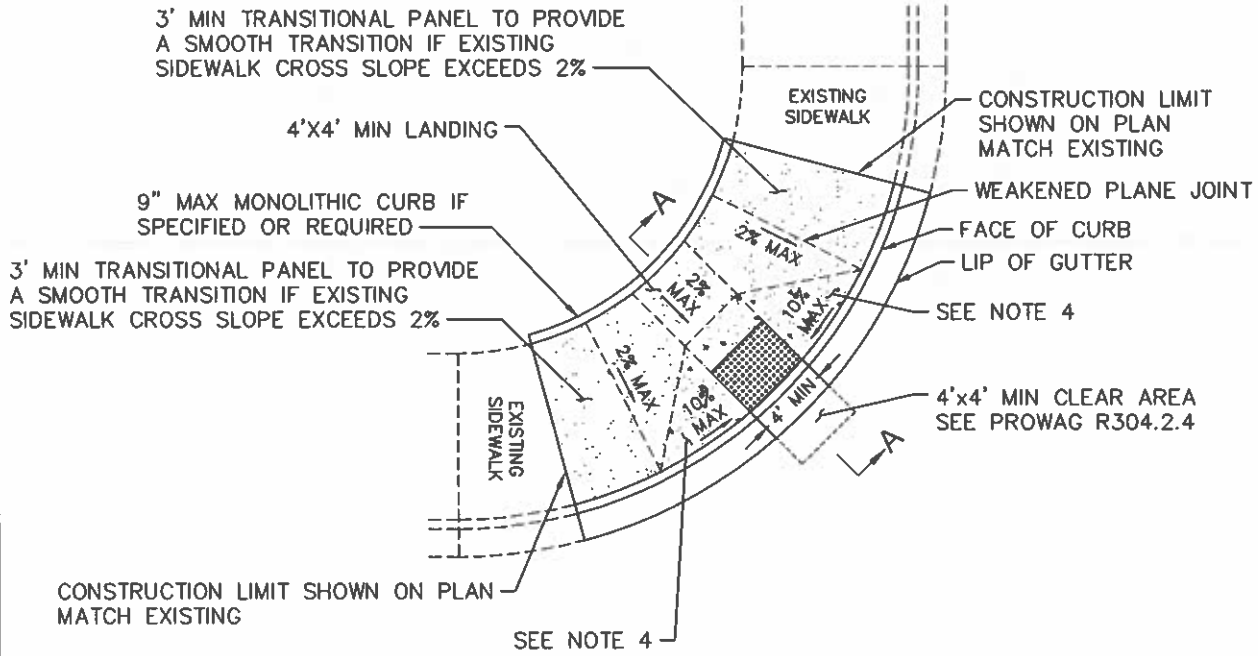 3' MIN TRANSITIONAL PANEL TO PROVIDE
A SMOOTH TRANSITION IF EXISTING
SIDEWALK CROSS SLOPE EXCEEDS 2%
4'X4' MIN LANDING
9" MAX MONOLITHIC CURB IF
SPECIFIED OR REQUIRED
3' MIN TRANSITIONAL PANEL TO PROVIDE
A SMOOTH TRANSITION IF EXISTING
SIDEWALK CROSS SLOPE EXCEEDS 2%
EXISTING
SIDEWALK
CONSTRUCTION LIMIT
SHOWN ON PLAN
MATCH EXISTING
WEAKENED PLANE JOINT
FACE OF CURB
LIP OF GUTTER
SEE NOTE 4
4'x4' MIN CLEAR AREA
SEE PROWAG R304.2.4
A
2% MAX
2%
MAX
10%
MAX
2% MAX
10%
MAX
4' MIN
A
EXISTING
SIDEWALK
CONSTRUCTION LIMIT SHOWN ON PLAN
MATCH EXISTING
SEE NOTE 4